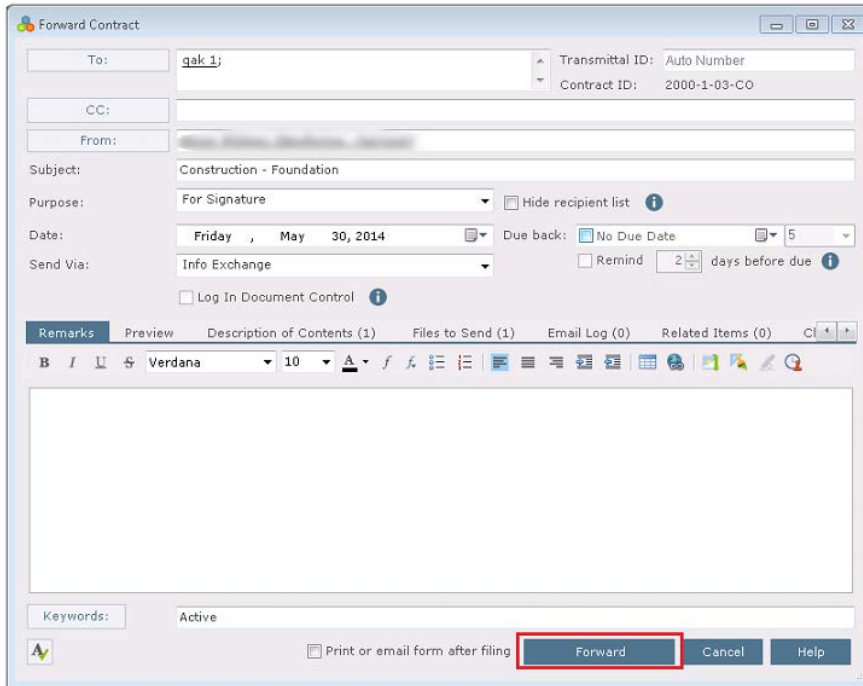 Forward Contract
To: qak 1; Transmittal ID: Auto Number
Contract ID: 2000-1-03-CO
CC:
From:
Subject: Construction - Foundation
Purpose: For Signature Hide recipient list
Date: Friday , May 30, 2014 Due back: No Due Date 5
Send Via: Info Exchange Remind 2 days before due
Log In Document Control
Remarks Preview Description of Contents (1) Files to Send (1) Email Log (0) Related Items (0)
B I U S Verdana 10 A
Keywords: Active
Print or email form after filing Forward Cancel Help